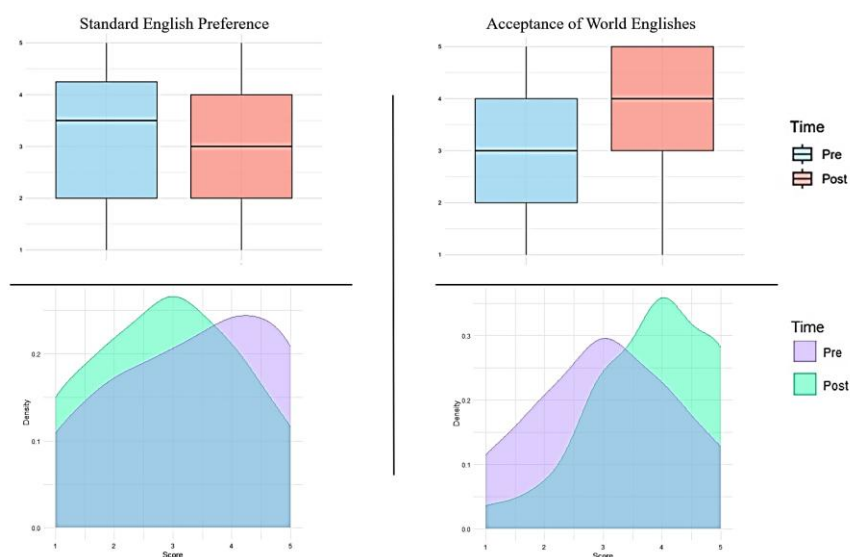 Standard English Preference
Acceptance of World Englishes
5
4
3
2
1
5
4
3
2
1
Time
Pre
Post
0.2
0.1
0.0
Density
1 2 3 4 5
Score
0.3
0.2
0.1
0.0
Density
1 2 3 4 5
Score
Time
Pre
Post